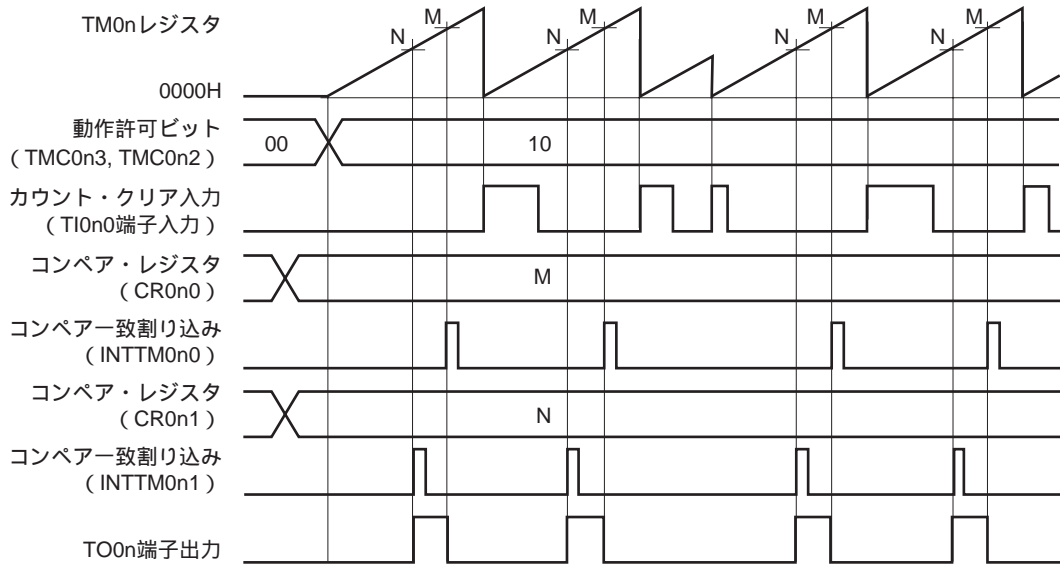 TM0nレジスタ
M M M M
N N N N
0000H
動作許可ビット
（TMC0n3, TMC0n2）
00 10
カウント・クリア入力
（TI0n0端子入力）
コンペア・レジスタ
（CR0n0）
M
コンペア一致割り込み
（INTTM0n0）
コンペア・レジスタ
（CR0n1）
N
コンペア一致割り込み
（INTTM0n1）
TO0n端子出力